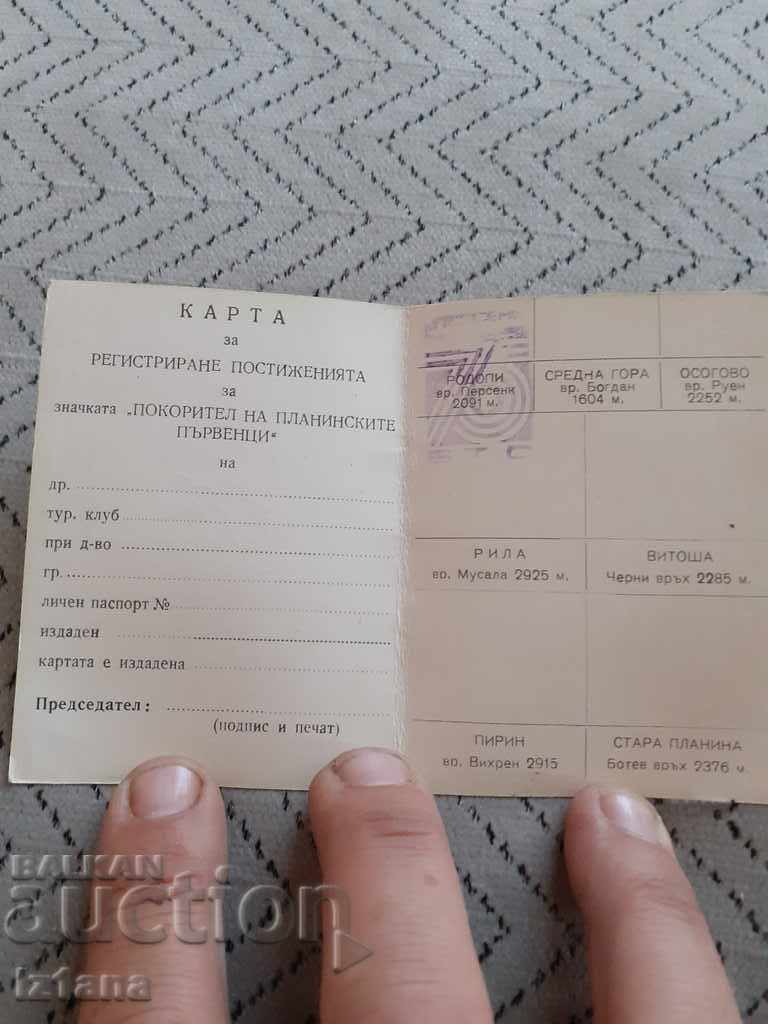 КАРТА
за
РЕГИСТРИРАНЕ ПОСТИЖЕНИЯТА
за
значката „ПОКОРИТЕЛ НА ПЛАНИНСКИТЕ
ПЪРВЕНЦИ“
на
др.
тур. клуб
при д-во
гр.
личен паспорт №
издаден
картата е издадена
Председател:
(подпис и печат)
РОДОПИ
вр. Персенк
2091 м.
СРЕДНА ГОРА
вр. Богдан
1604 м.
ОСОГОВО
вр. Руен
2252 м.
БТС
РИЛА
вр. Мусала 2925 м.
ВИТОША
Черни връх 2285 м.
ПИРИН
вр. Вихрен 2915
СТАРА ПЛАНИНА
Ботев връх 2376 м.
BALKAN
auction
iz1ana